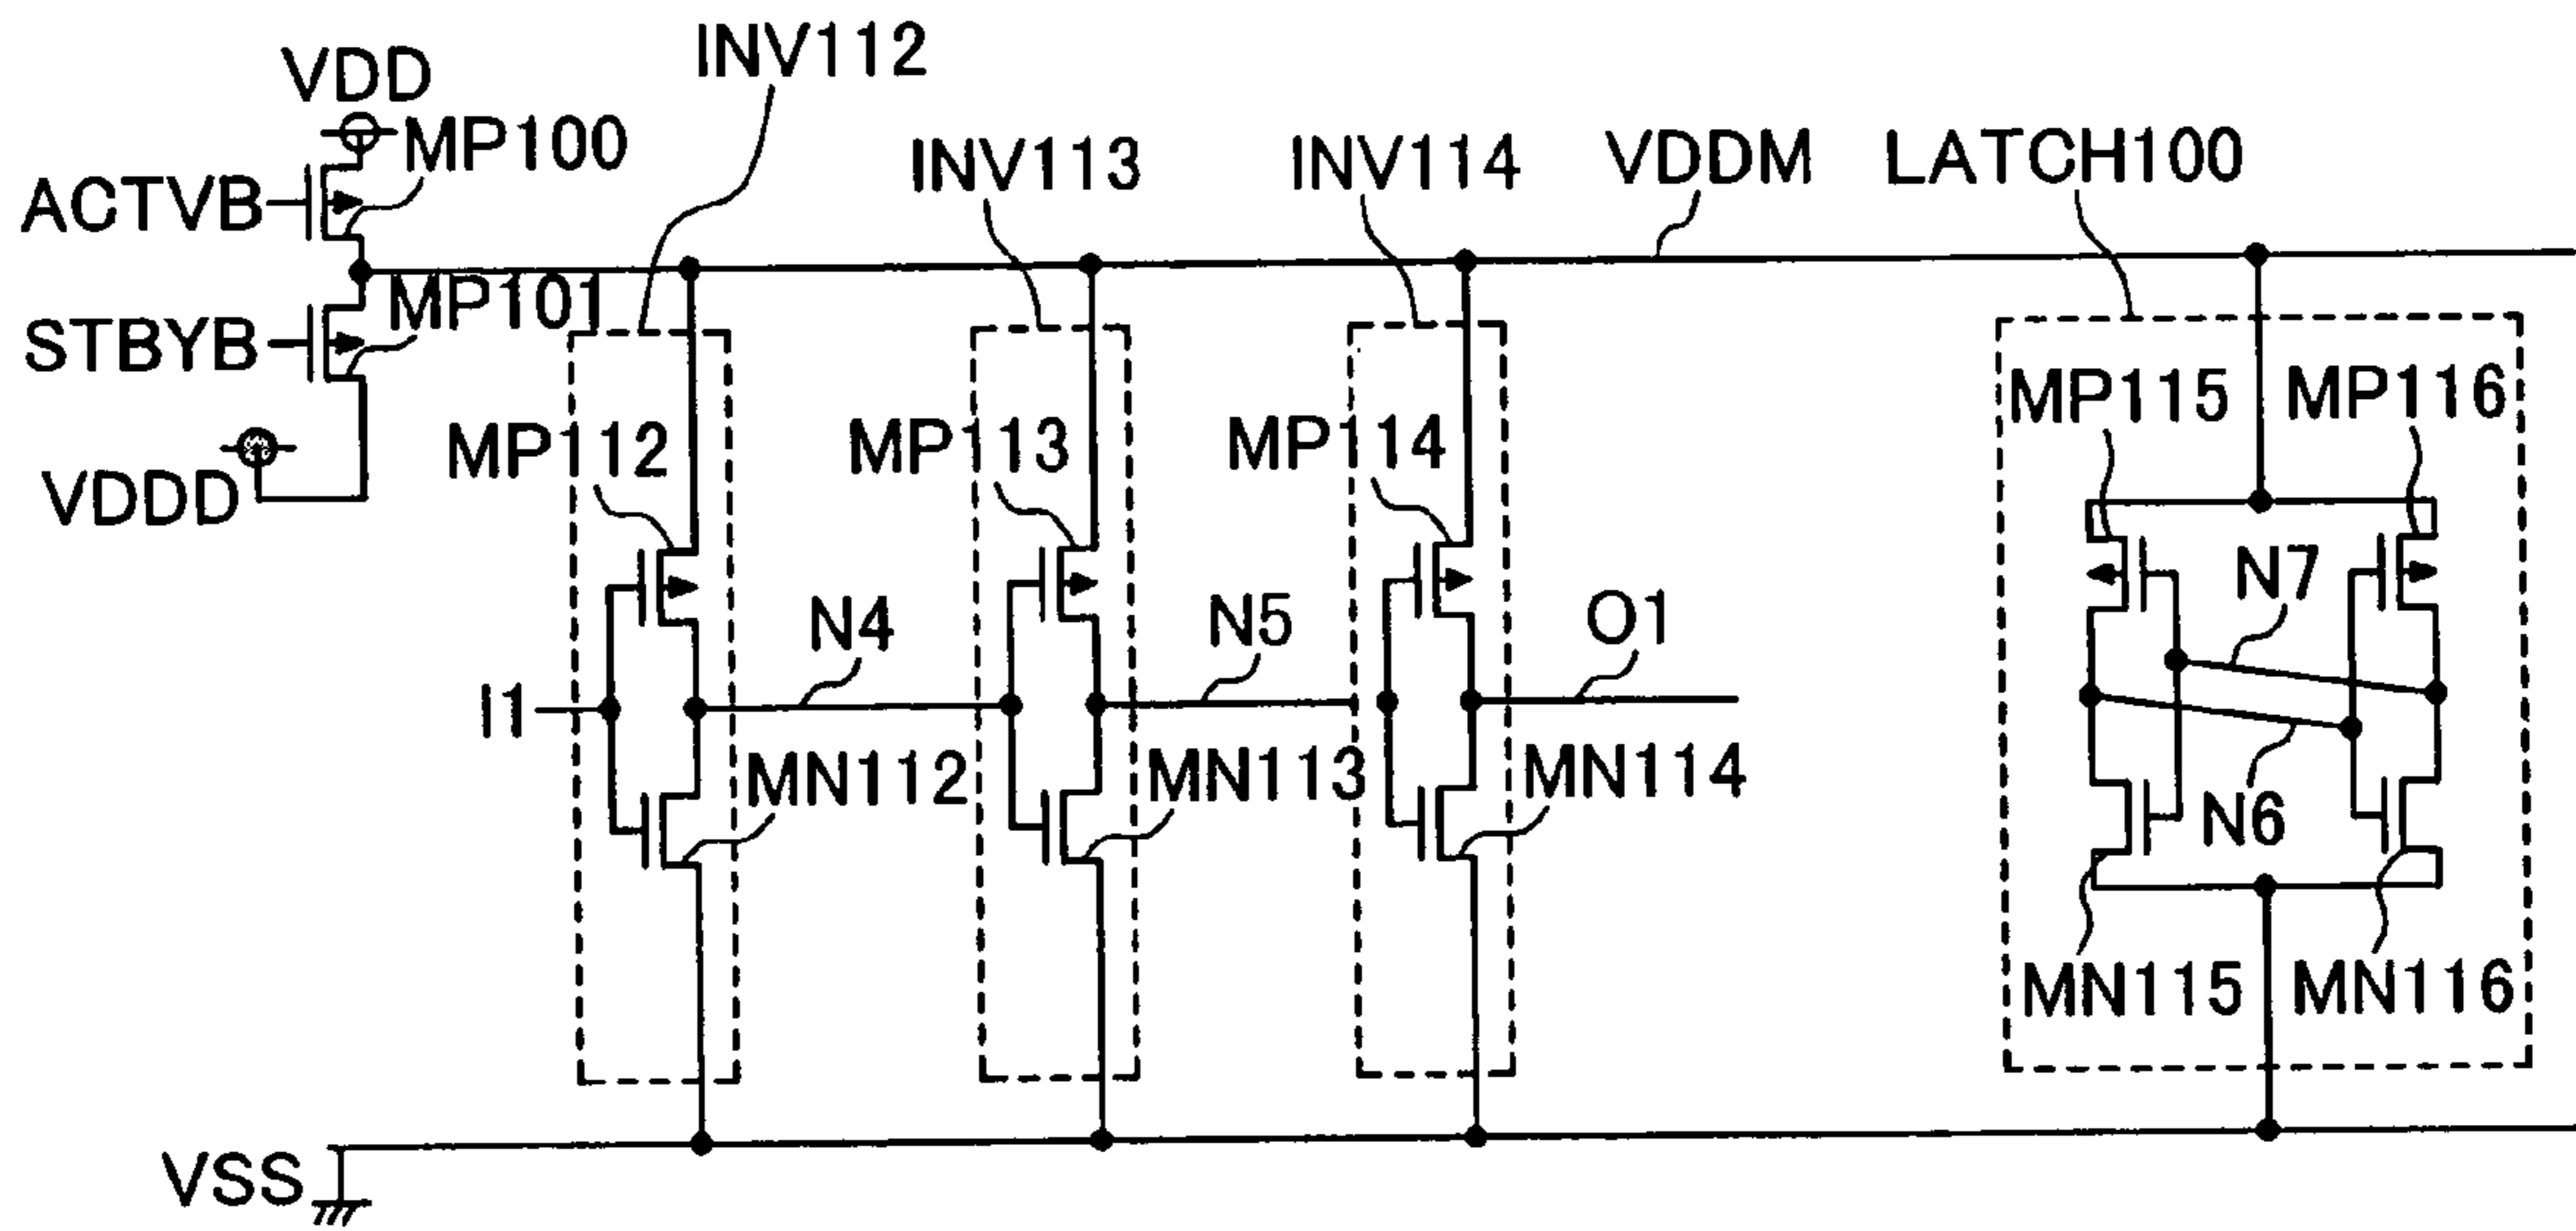 INV112
VDD
MP100
INV113
INV114
VDDM
LATCH100
ACTVB
MP101
STBYB
MP115
MP116
MP112
MP113
MP114
VDDD
N7
N4
N5
O1
I1
MN112
MN113
MN114
N6
MN115
MN116
VSS